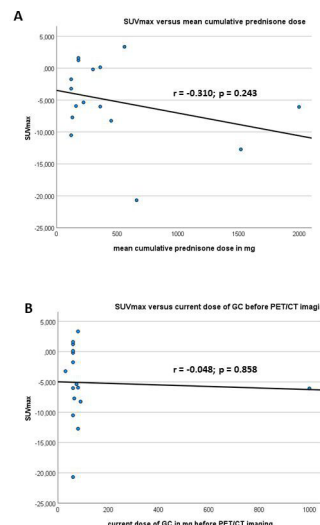 A
SUVmax versus mean cumulative prednisone dose
5,000
,000
-5,000
-10,000
-15,000
-20,000
-25,000
SUVmax
r = -0.310; p = 0.243
0
500
1000
1500
2000
mean cumulative prednisone dose in mg
B
SUVmax versus current dose of GC before PET/CT imagi
5,000
,000
-5,000
-10,000
-15,000
-20,000
-25,000
SUVmax
r = -0.048; p = 0.858
0
200
400
600
800
1000
current dose of GC in mg before PET/CT imaging